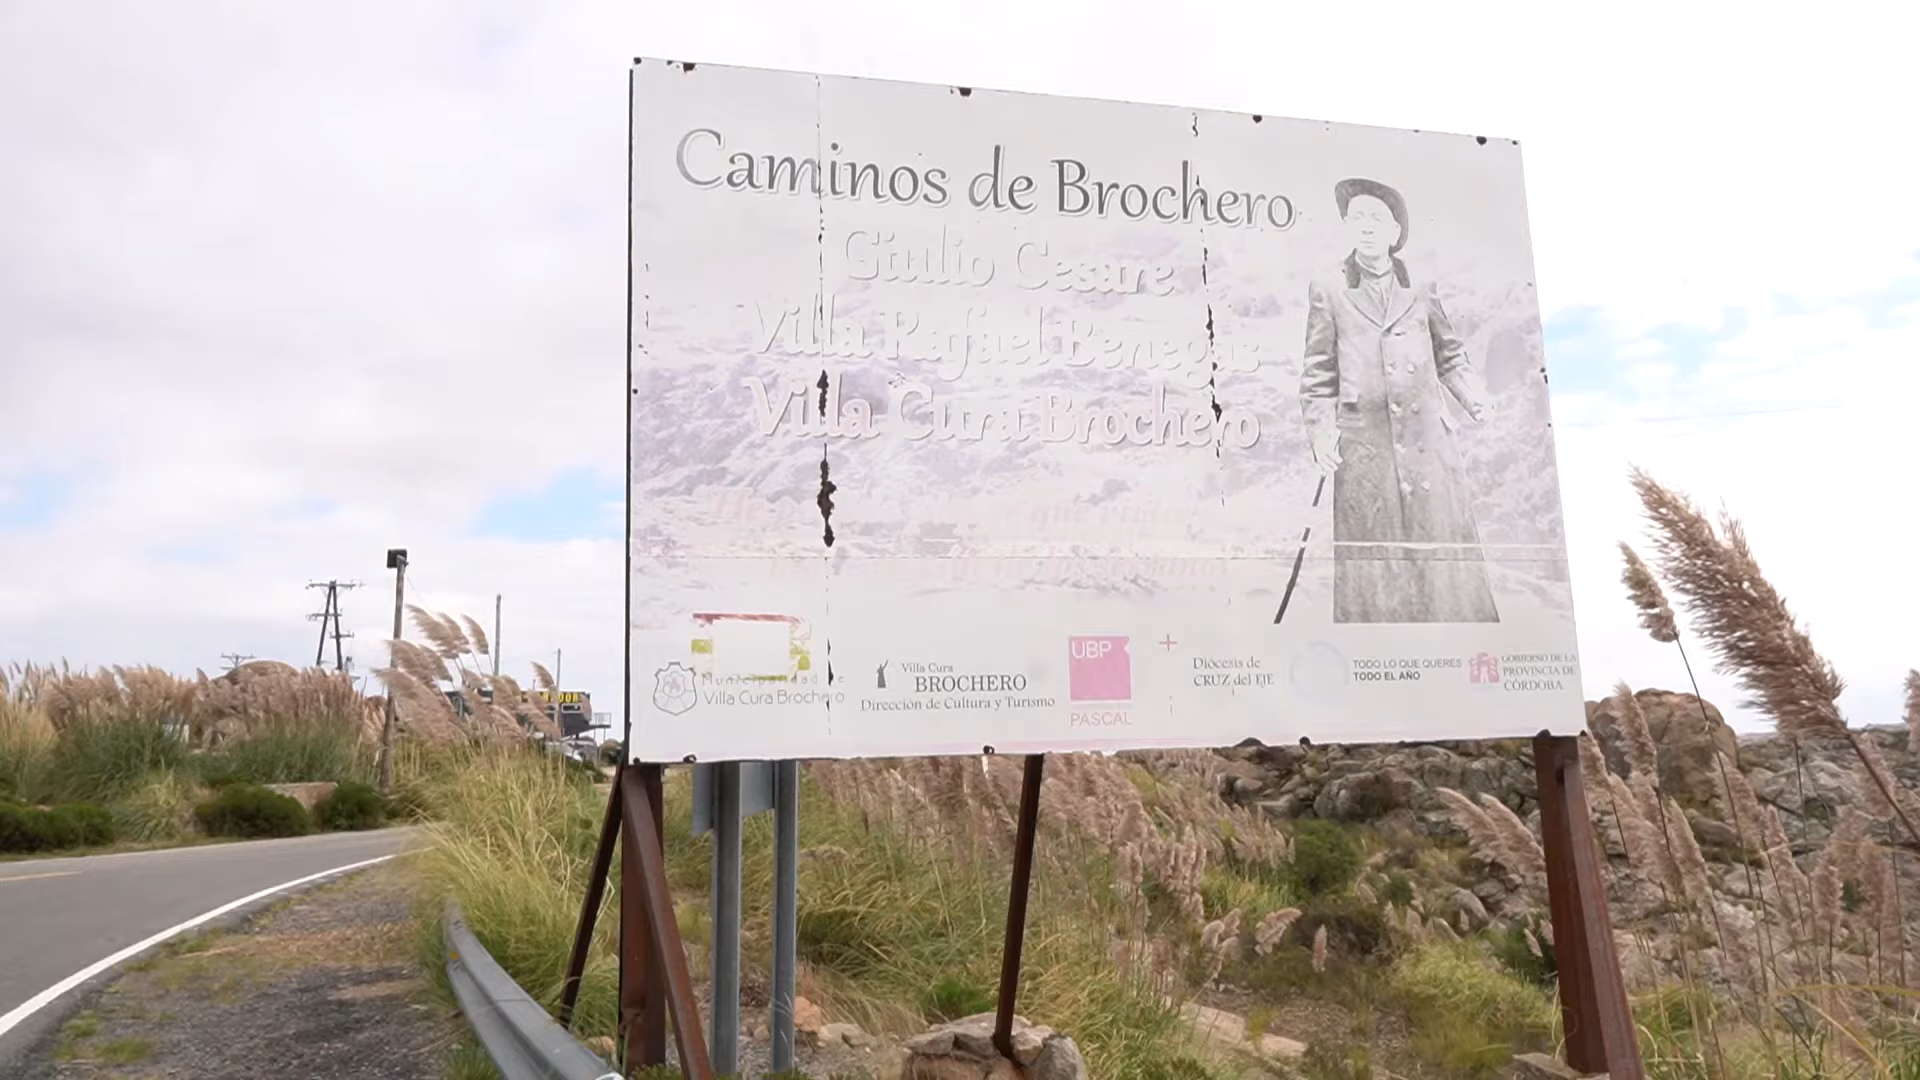 Caminos de Brochero
Giulio Cesare
Villa Rafael Benegas
Villa Cura Brochero
que
Municipalidad de
Villa Cura Brochero
Villa Cura
BROCHERO
Dirección de Cultura y Turismo
UBP
PASCAL
Diócesis de
CRUZ del EJE
TODO LO QUE QUERES
TODO EL AÑO
GOBIERNO DE LA
PROVINCIA DE
CÓRDOBA